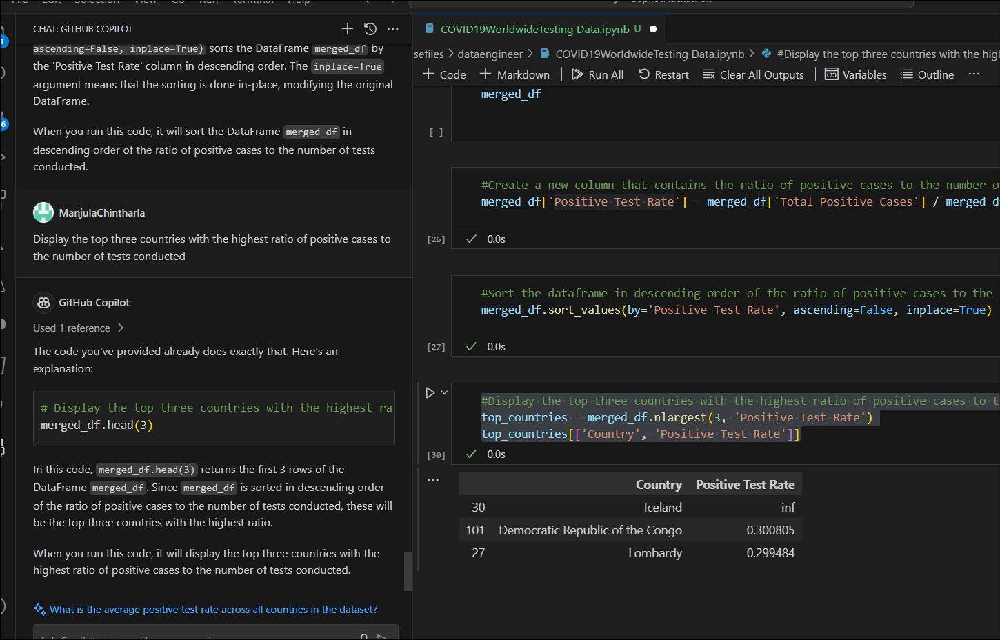 File Edit Selection View Go Run Terminal Help
CopilotHackathon
CHAT: GITHUB COPILOT
ascending=False, inplace=True) sorts the DataFrame merged_df by
the 'Positive Test Rate' column in descending order. The inplace=True
argument means that the sorting is done in-place, modifying the original
DataFrame.
When you run this code, it will sort the DataFrame merged_df in
descending order of the ratio of positive cases to the number of tests
conducted.
ManjulaChintharla
Display the top three countries with the highest ratio of positive cases to
the number of tests conducted
GitHub Copilot
Used 1 reference
The code you've provided already does exactly that. Here's an
explanation:
# Display the top three countries with the highest ra
merged_df.head(3)
In this code, merged_df.head(3) returns the first 3 rows of the
DataFrame merged_df. Since merged_df is sorted in descending order
of the ratio of positive cases to the number of tests conducted, these will
be the top three countries with the highest ratio.
When you run this code, it will display the top three countries with the
highest ratio of positive cases to the number of tests conducted.
What is the average positive test rate across all countries in the dataset?
1
6
COVID19WorldwideTesting Data.ipynb U
sefiles > dataengineer > COVID19WorldwideTesting Data.ipynb > #Display the top three countries with the high
+ Code + Markdown | Run All Restart Clear All Outputs | Variables Outline ...
merged_df
[ ]
#Create a new column that contains the ratio of positive cases to the number o
merged_df['Positive Test Rate'] = merged_df['Total Positive Cases'] / merged_d
[26] 0.0s
#Sort the dataframe in descending order of the ratio of positive cases to the
merged_df.sort_values(by='Positive Test Rate', ascending=False, inplace=True)
[27] 0.0s
#Display the top three countries with the highest ratio of positive cases to t
top_countries = merged_df.nlargest(3, 'Positive Test Rate')
top_countries[['Country', 'Positive Test Rate']]
[30] 0.0s
...
Country Positive Test Rate
30 Iceland inf
101 Democratic Republic of the Congo 0.300805
27 Lombardy 0.299484